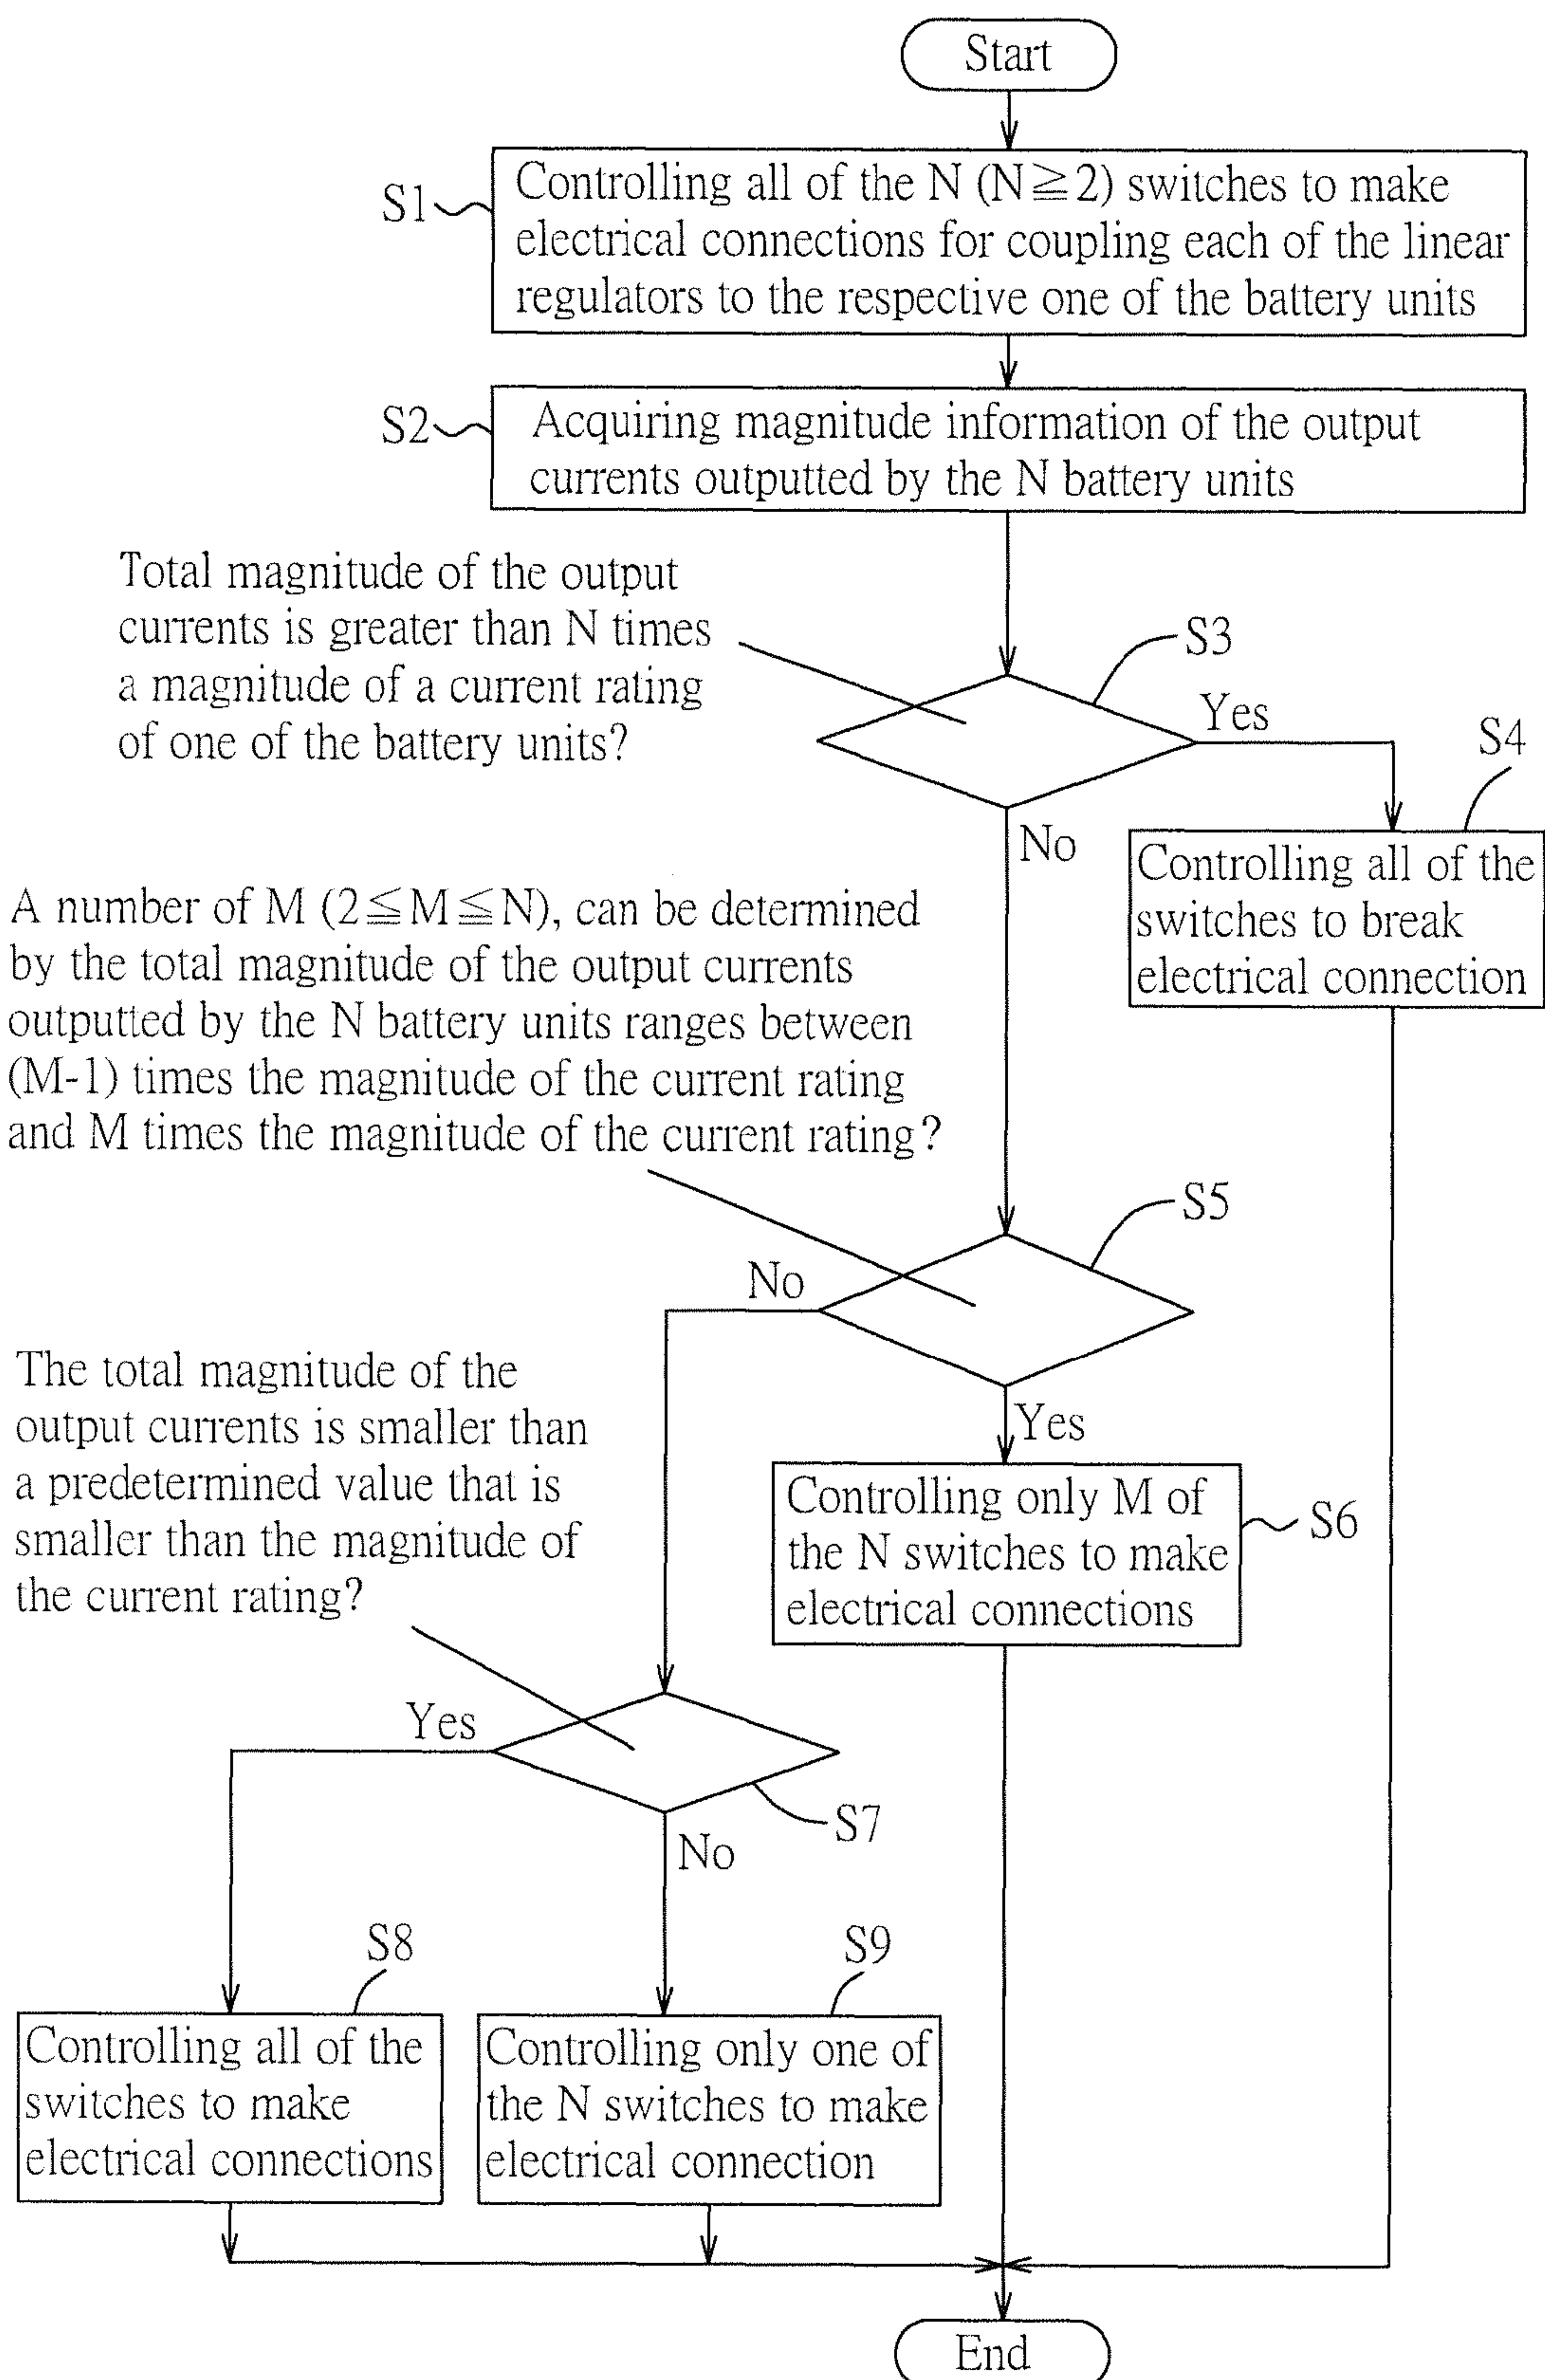 Start
S1
Controlling all of the N (N≧2) switches to make
electrical connections for coupling each of the linear
regulators to the respective one of the battery units
S2
Acquiring magnitude information of the output
currents outputted by the N battery units
Total magnitude of the output
currents is greater than N times
a magnitude of a current rating
of one of the battery units?
S3
Yes
No
S4
Controlling all of the
switches to break
electrical connection
A number of M (2≦M≦N), can be determined
by the total magnitude of the output currents
outputted by the N battery units ranges between
(M-1) times the magnitude of the current rating
and M times the magnitude of the current rating?
S5
No
Yes
Controlling only M of
the N switches to make
electrical connections
S6
The total magnitude of the
output currents is smaller than
a predetermined value that is
smaller than the magnitude of
the current rating?
Yes
S7
No
S8
Controlling all of the
switches to make
electrical connections
S9
Controlling only one of
the N switches to make
electrical connection
End